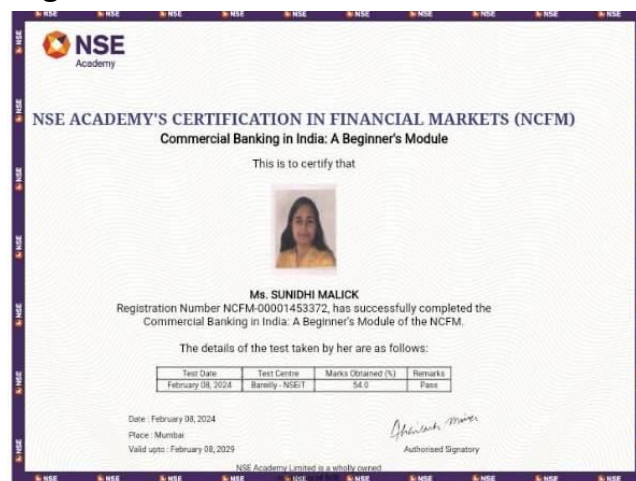 NSE
Academy
NSE ACADEMY'S CERTIFICATION IN FINANCIAL MARKETS (NCFM)
Commercial Banking in India: A Beginner's Module
This is to certify that
Ms. SUNIDHI MALICK
Registration Number NCFM-00001453372, has successfully completed the
Commercial Banking in India: A Beginner's Module of the NCFM.
The details of the test taken by her are as follows:
Test Date Test Centre Marks Obtained (%) Remarks
February 08, 2024 Bareilly - NSEIT 54.0 Pass
Date : February 08, 2024
Place : Mumbai
Valid upto : February 08, 2029
Authorised Signatory
NSE Academy Limited is a wholly owned